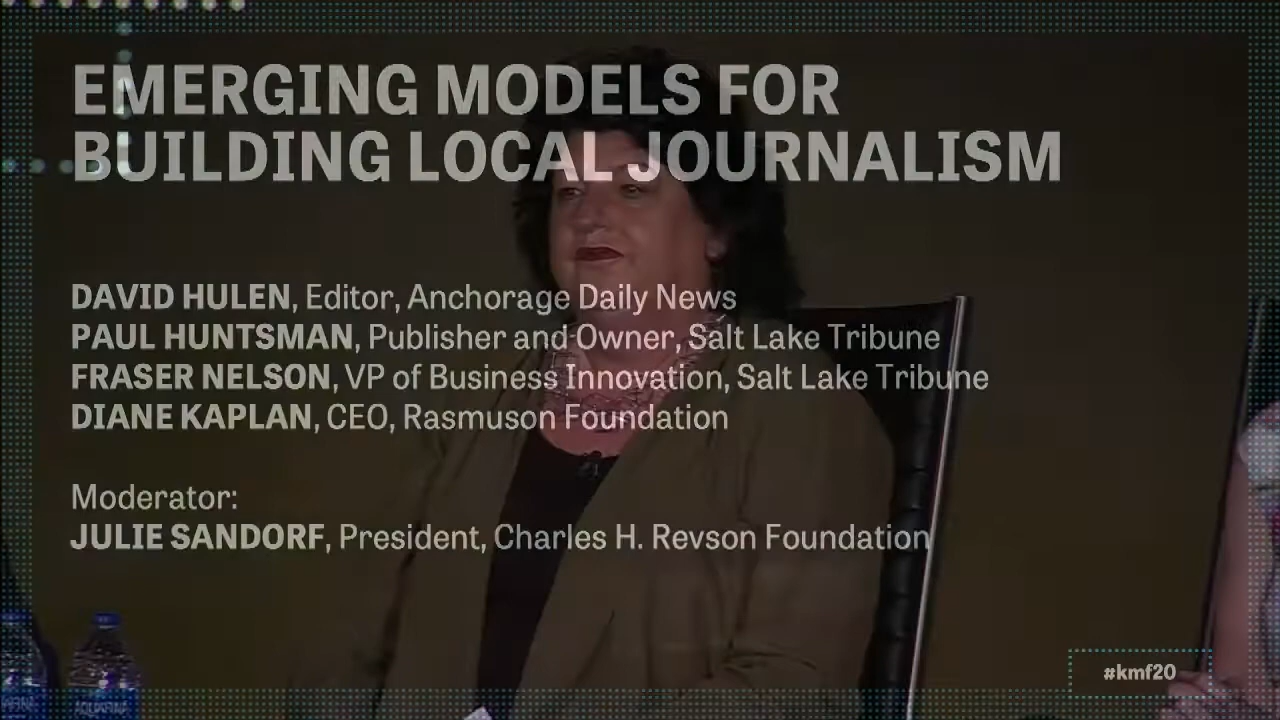 EMERGING MODELS FOR
BUILDING LOCAL JOURNALISM
DAVID HULEN, Editor, Anchorage Daily News
PAUL HUNTSMAN, Publisher and Owner, Salt Lake Tribune
FRASER NELSON, VP of Business Innovation, Salt Lake Tribune
DIANE KAPLAN, CEO, Rasmuson Foundation
Moderator:
JULIE SANDORF, President, Charles H. Revson Foundation
#kmf20
AQUAFINA